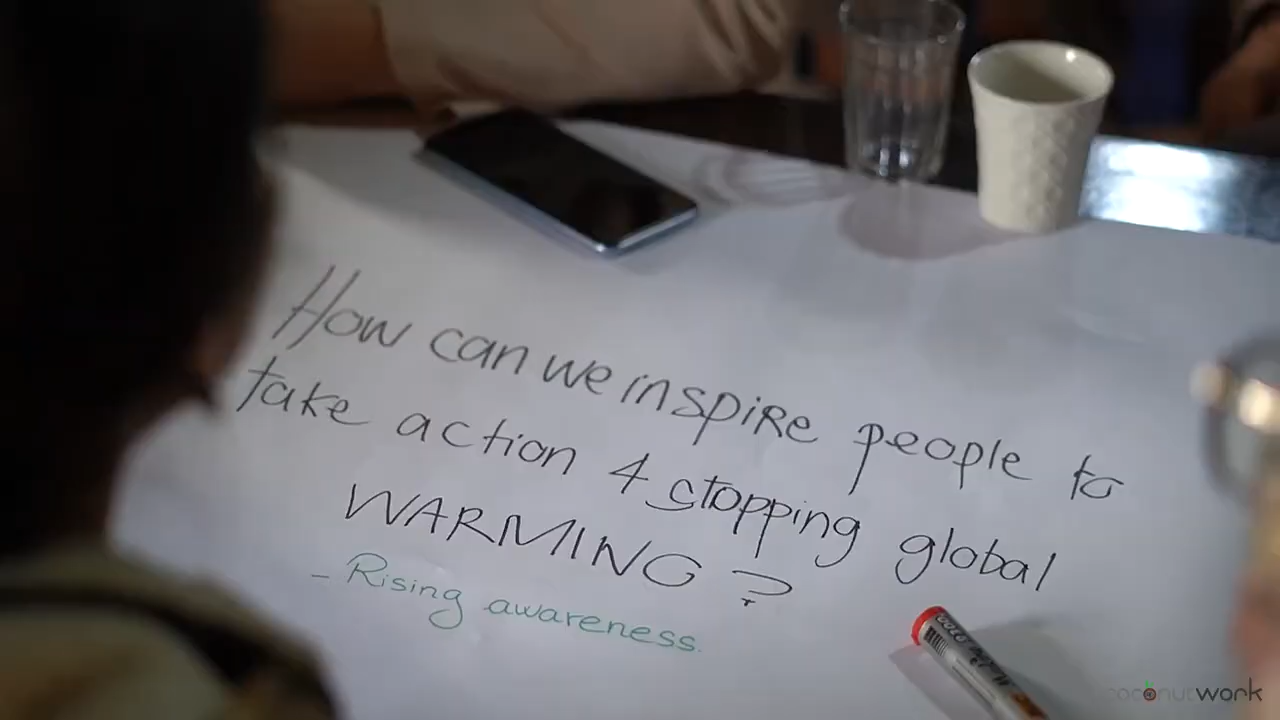 How can we inspire people to
take action 4 stopping global
WARMING?
- Rising awareness.
coconutwork